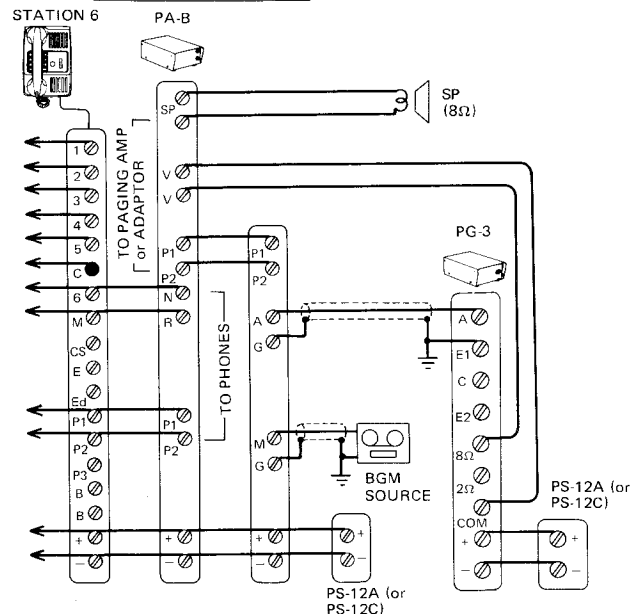 STATION 6
PA-B
SP
(8Ω)
SP
TO PAGING AMP
or ADAPTOR
1
2
3
4
5
C
6
M
CS
E
Ed
P1
P2
P3
B
B
+
−
V
V
P1
P2
N
R
TO PHONES
P1
P2
+
−
P1
P2
A
G
M
G
+
−
BGM
SOURCE
+
−
PS-12A (or
PS-12C)
PG-3
A
E1
C
E2
8Ω
2Ω
COM
+
−
PS-12A (or
PS-12C)
+
−